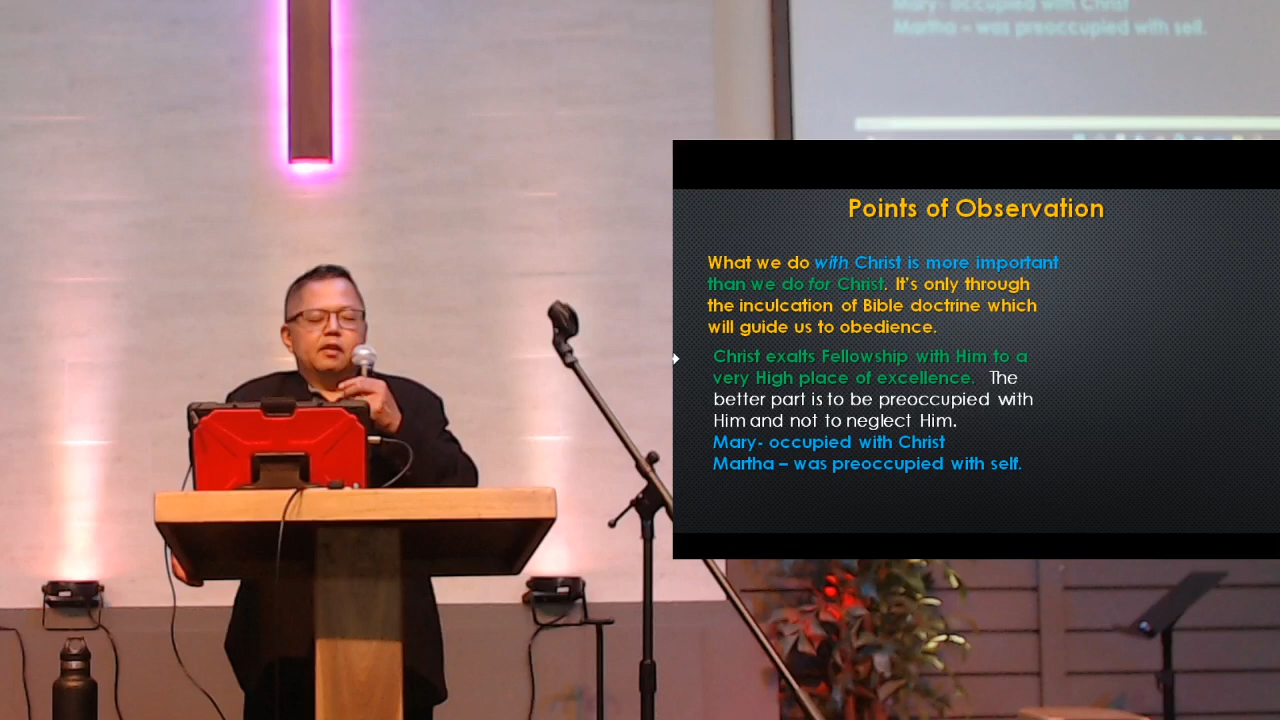 Mary- occupied with Christ
Martha – was preoccupied with self.
Points of Observation
What we do with Christ is more important
than we do for Christ. It's only through
the inculcation of Bible doctrine which
will guide us to obedience.
Christ exalts Fellowship with Him to a
very High place of excellence. The
better part is to be preoccupied with
Him and not to neglect Him.
Mary- occupied with Christ
Martha – was preoccupied with self.